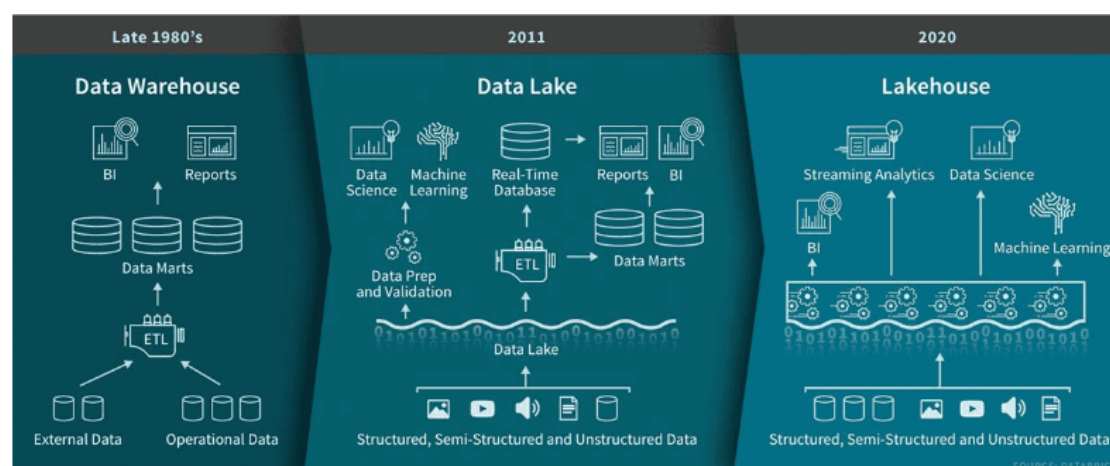 Late 1980's
Data Warehouse
BI
Reports
Data Marts
ETL
External Data
Operational Data
2011
Data Lake
Data
Science
Machine
Learning
Real-Time
Database
Reports
BI
Data Prep
and Validation
ETL
Data Marts
Data Lake
Structured, Semi-Structured and Unstructured Data
2020
Lakehouse
Streaming Analytics
Data Science
BI
Machine Learning
Structured, Semi-Structured and Unstructured Data